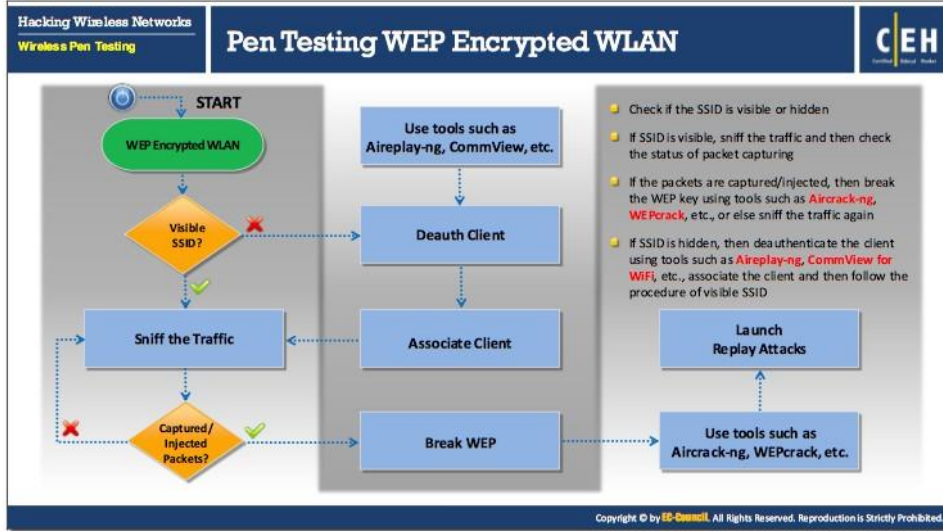 Hacking Wireless Networks
Wireless Pen Testing
Pen Testing WEP Encrypted WLAN
CEH
Certified Ethical Hacker
START
WEP Encrypted WLAN
Visible
SSID?
Sniff the Traffic
Captured/
Injected
Packets?
Use tools such as
Aireplay-ng, CommView, etc.
Deauth Client
Associate Client
Break WEP
Check if the SSID is visible or hidden
If SSID is visible, sniff the traffic and then check
the status of packet capturing
If the packets are captured/injected, then break
the WEP key using tools such as Aircrack-ng,
WEPcrack, etc., or else sniff the traffic again
If SSID is hidden, then deauthenticate the client
using tools such as Aireplay-ng, CommView for
WiFi, etc., associate the client and then follow the
procedure of visible SSID
Launch
Replay Attacks
Use tools such as
Aircrack-ng, WEPcrack, etc.
Copyright © by EC-Council. All Rights Reserved. Reproduction is Strictly Prohibited.